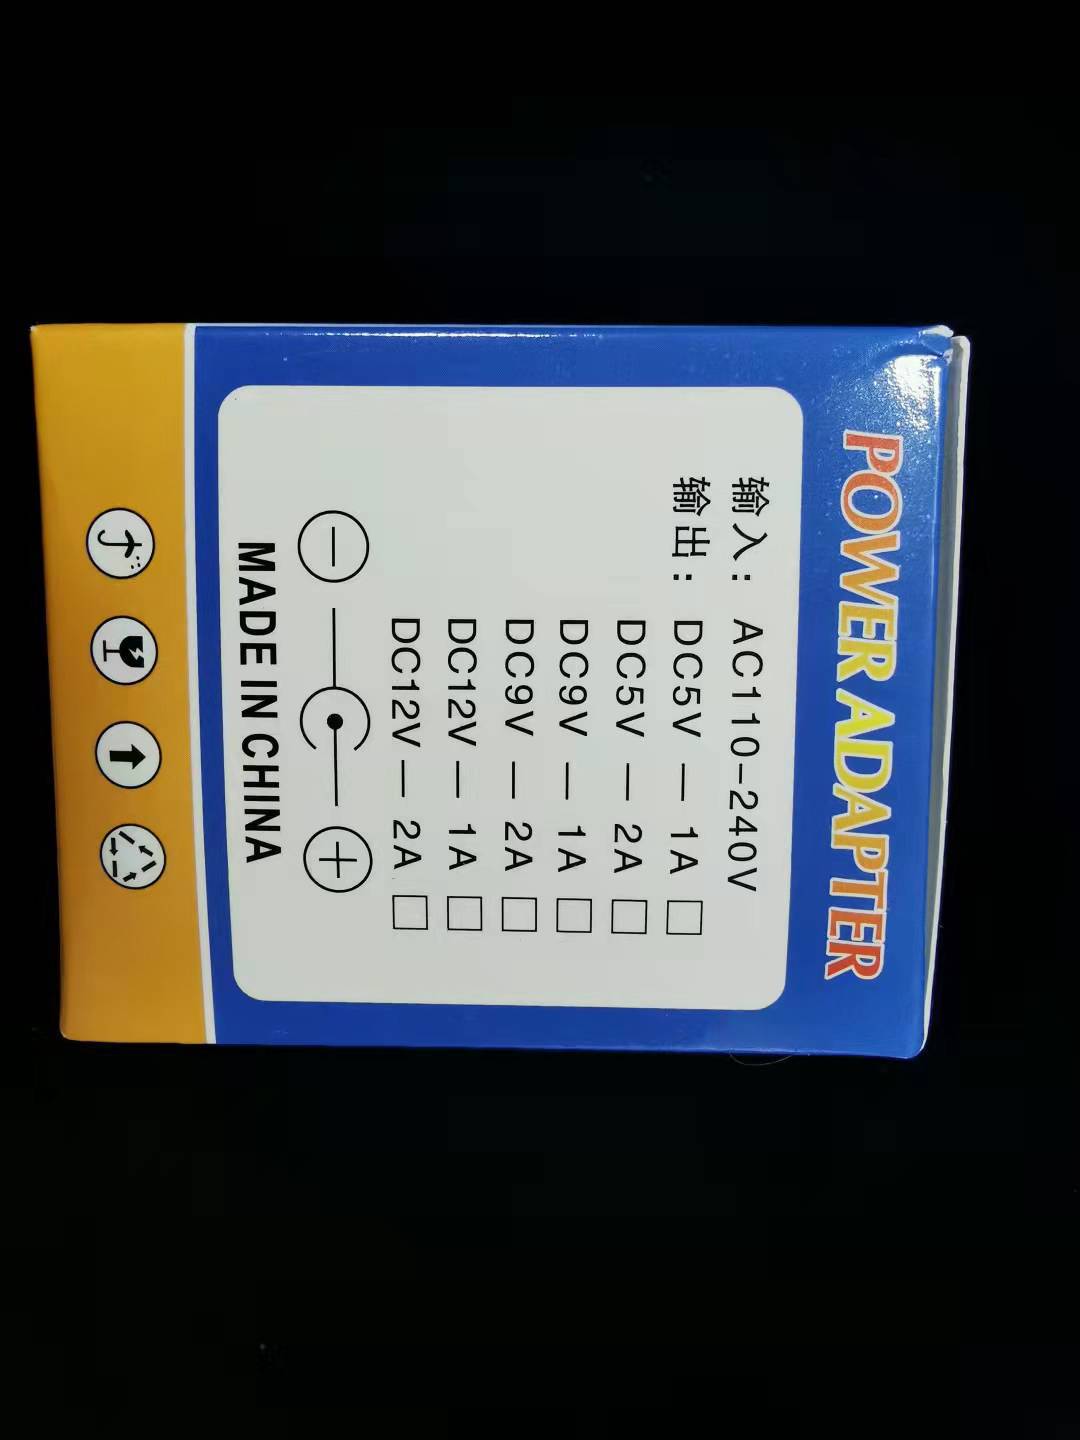 POWER ADAPTER
输入: AC110-240V
输出: DC5V — 1A □
DC5V — 2A □
DC9V — 1A □
DC9V — 2A □
DC12V — 1A □
DC12V — 2A □
MADE IN CHINA